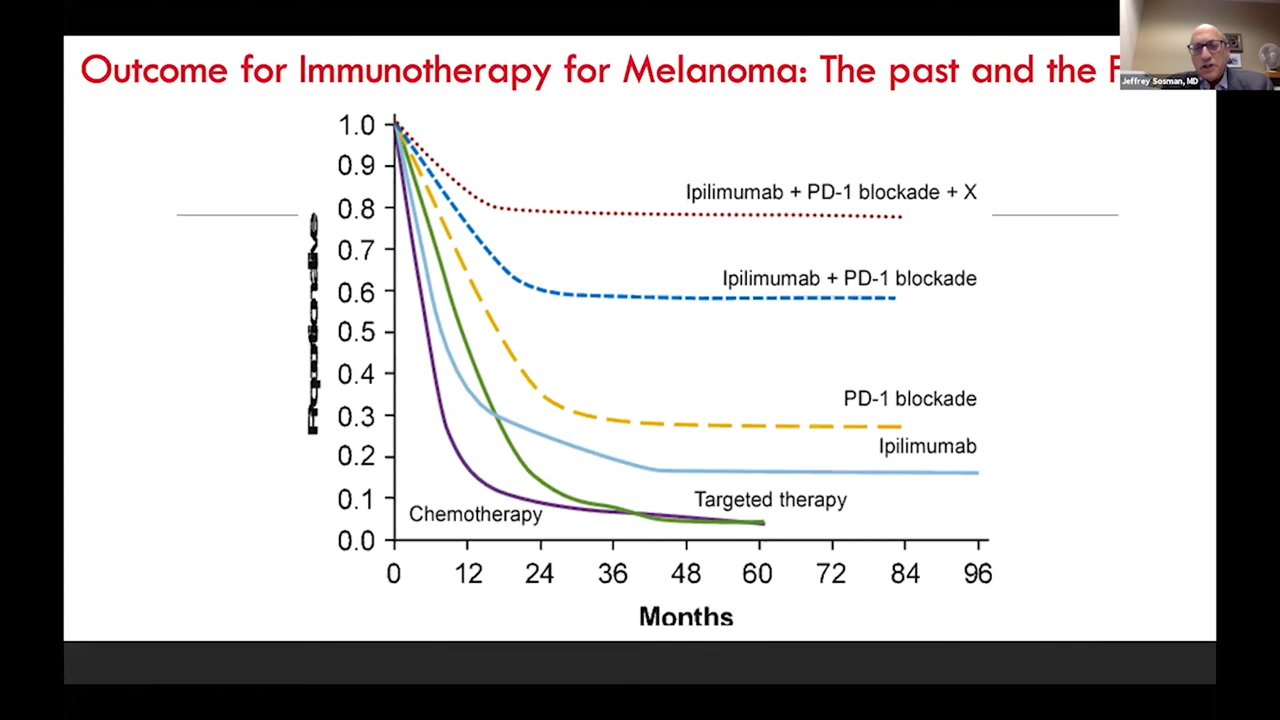 Outcome for Immunotherapy for Melanoma: The past and the
Jeffrey Sosman, MD
1.0
0.9
0.8
0.7
0.6
0.5
0.4
0.3
0.2
0.1
0.0
Ipilimumab + PD-1 blockade + X
Ipilimumab + PD-1 blockade
PD-1 blockade
Ipilimumab
Targeted therapy
Chemotherapy
0 12 24 36 48 60 72 84 96
Months